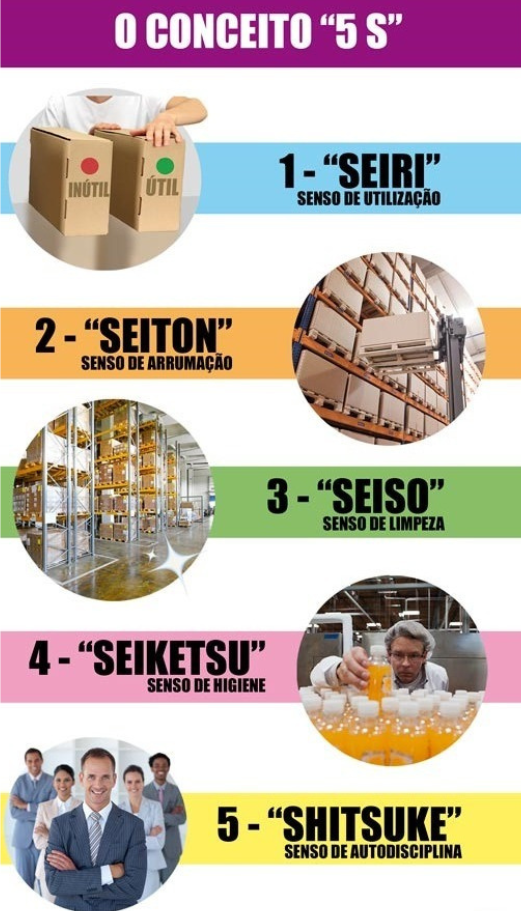 O CONCEITO “5 S”
INÚTIL
ÚTIL
1 - “SEIRI”
SENSO DE UTILIZAÇÃO
2 - “SEITON”
SENSO DE ARRUMAÇÃO
3 - “SEISO”
SENSO DE LIMPEZA
4 - “SEIKETSU”
SENSO DE HIGIENE
5 - “SHITSUKE”
SENSO DE AUTODISCIPLINA